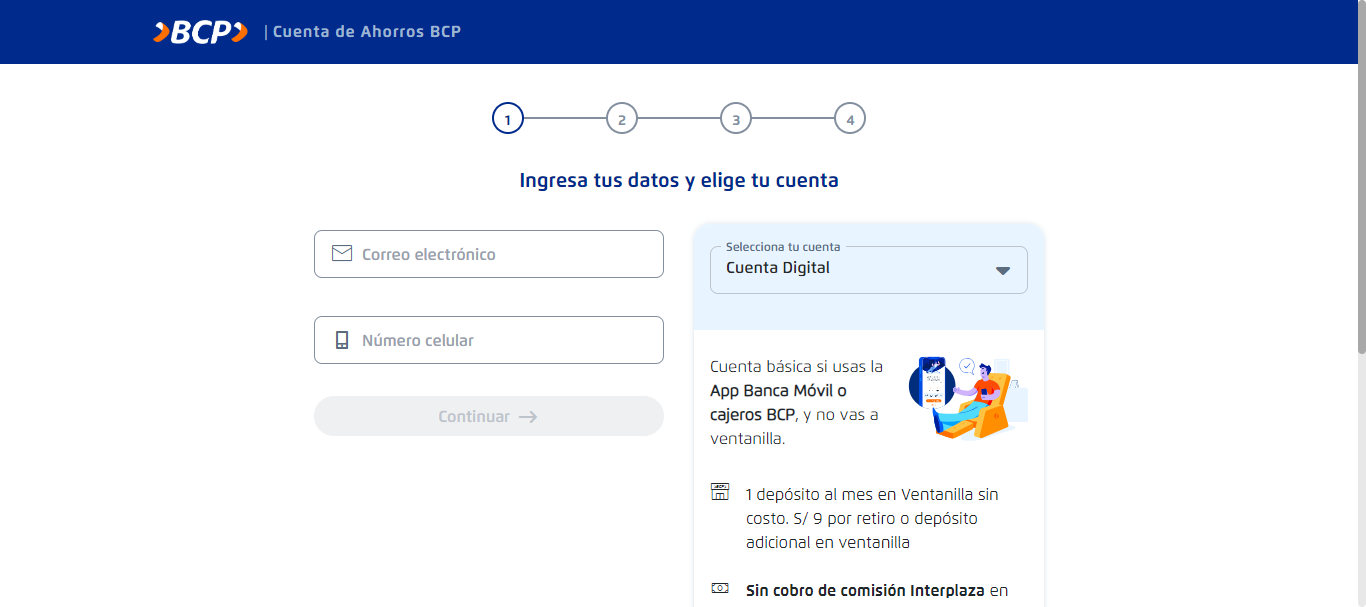 BCP | Cuenta de Ahorros BCP
1 2 3 4
Ingresa tus datos y elige tu cuenta
Correo electrónico
Número celular
Continuar
Selecciona tu cuenta
Cuenta Digital
Cuenta básica si usas la
App Banca Móvil o
cajeros BCP, y no vas a
ventanilla.
1 depósito al mes en Ventanilla sin
costo. S/ 9 por retiro o depósito
adicional en ventanilla
Sin cobro de comisión Interplaza en